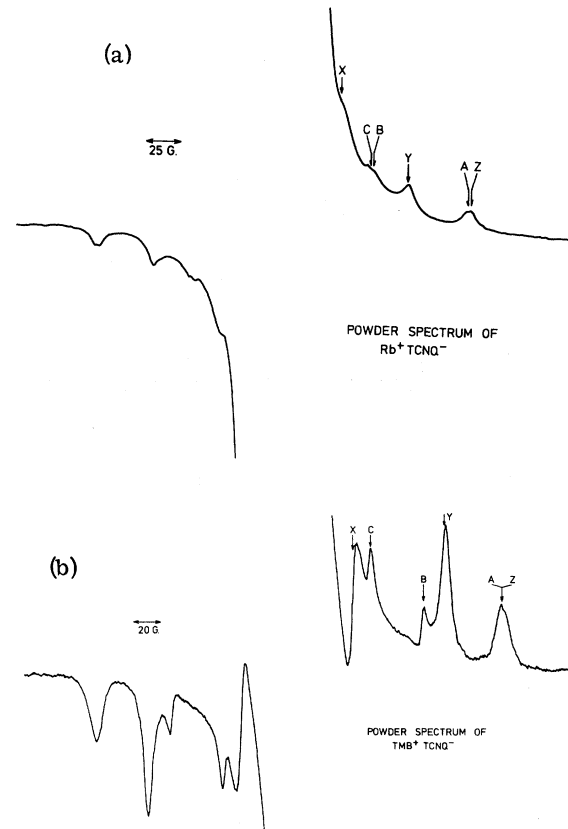 (a)
X
25 G.
C B
Y
A Z
POWDER SPECTRUM OF
Rb+ TCNQ−
(b)
X C
Y
20 G.
B
A Z
POWDER SPECTRUM OF
TMB+ TCNQ−